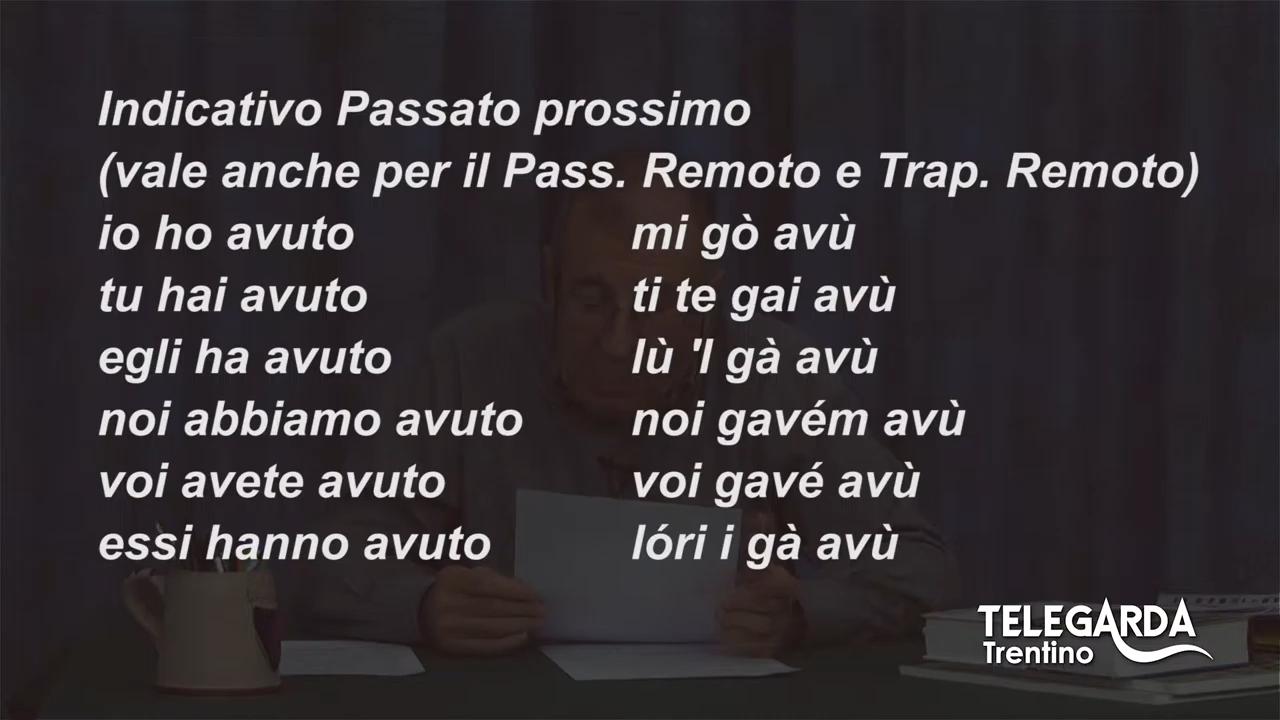 Indicativo Passato prossimo
(vale anche per il Pass. Remoto e Trap. Remoto)
io ho avuto mi gò avù
tu hai avuto ti te gai avù
egli ha avuto lù 'l gà avù
noi abbiamo avuto noi gavém avù
voi avete avuto voi gavé avù
essi hanno avuto lóri i gà avù
TELEGARDA
Trentino